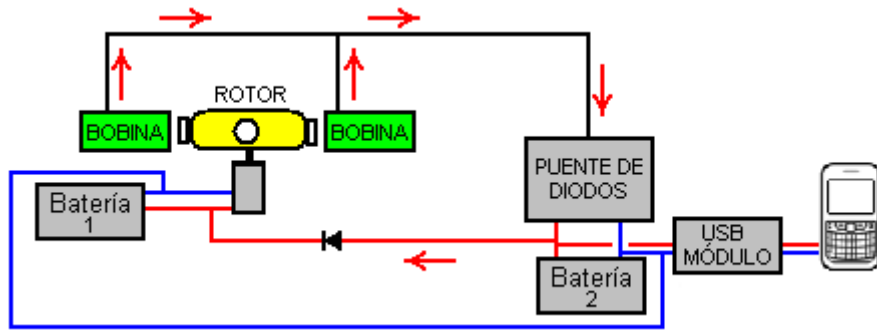 ROTOR
BOBINA
BOBINA
PUENTE DE
DIODOS
Batería
1
USB
MÓDULO
Batería
2